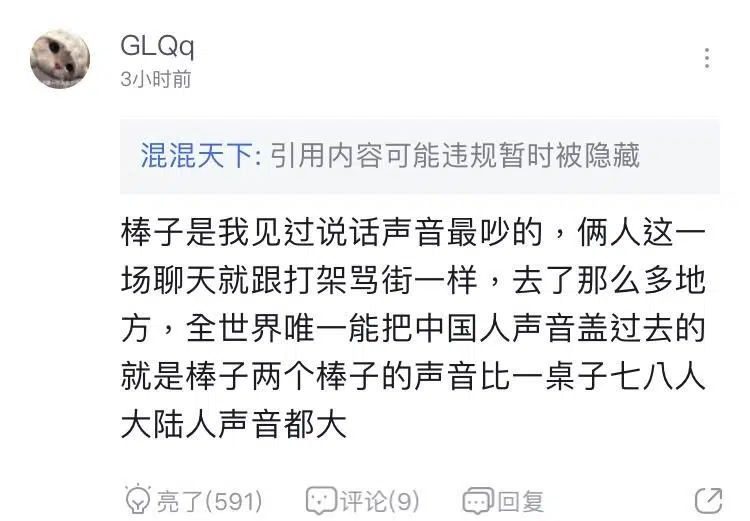 GLQq
3小时前
混混天下: 引用内容可能违规暂时被隐藏
棒子是我见过说话声音最吵的，俩人这一
场聊天就跟打架骂街一样，去了那么多地
方，全世界唯一能把中国人声音盖过去的
就是棒子两个棒子的声音比一桌子七八人
大陆人声音都大
亮了(591) 评论(9) 回复